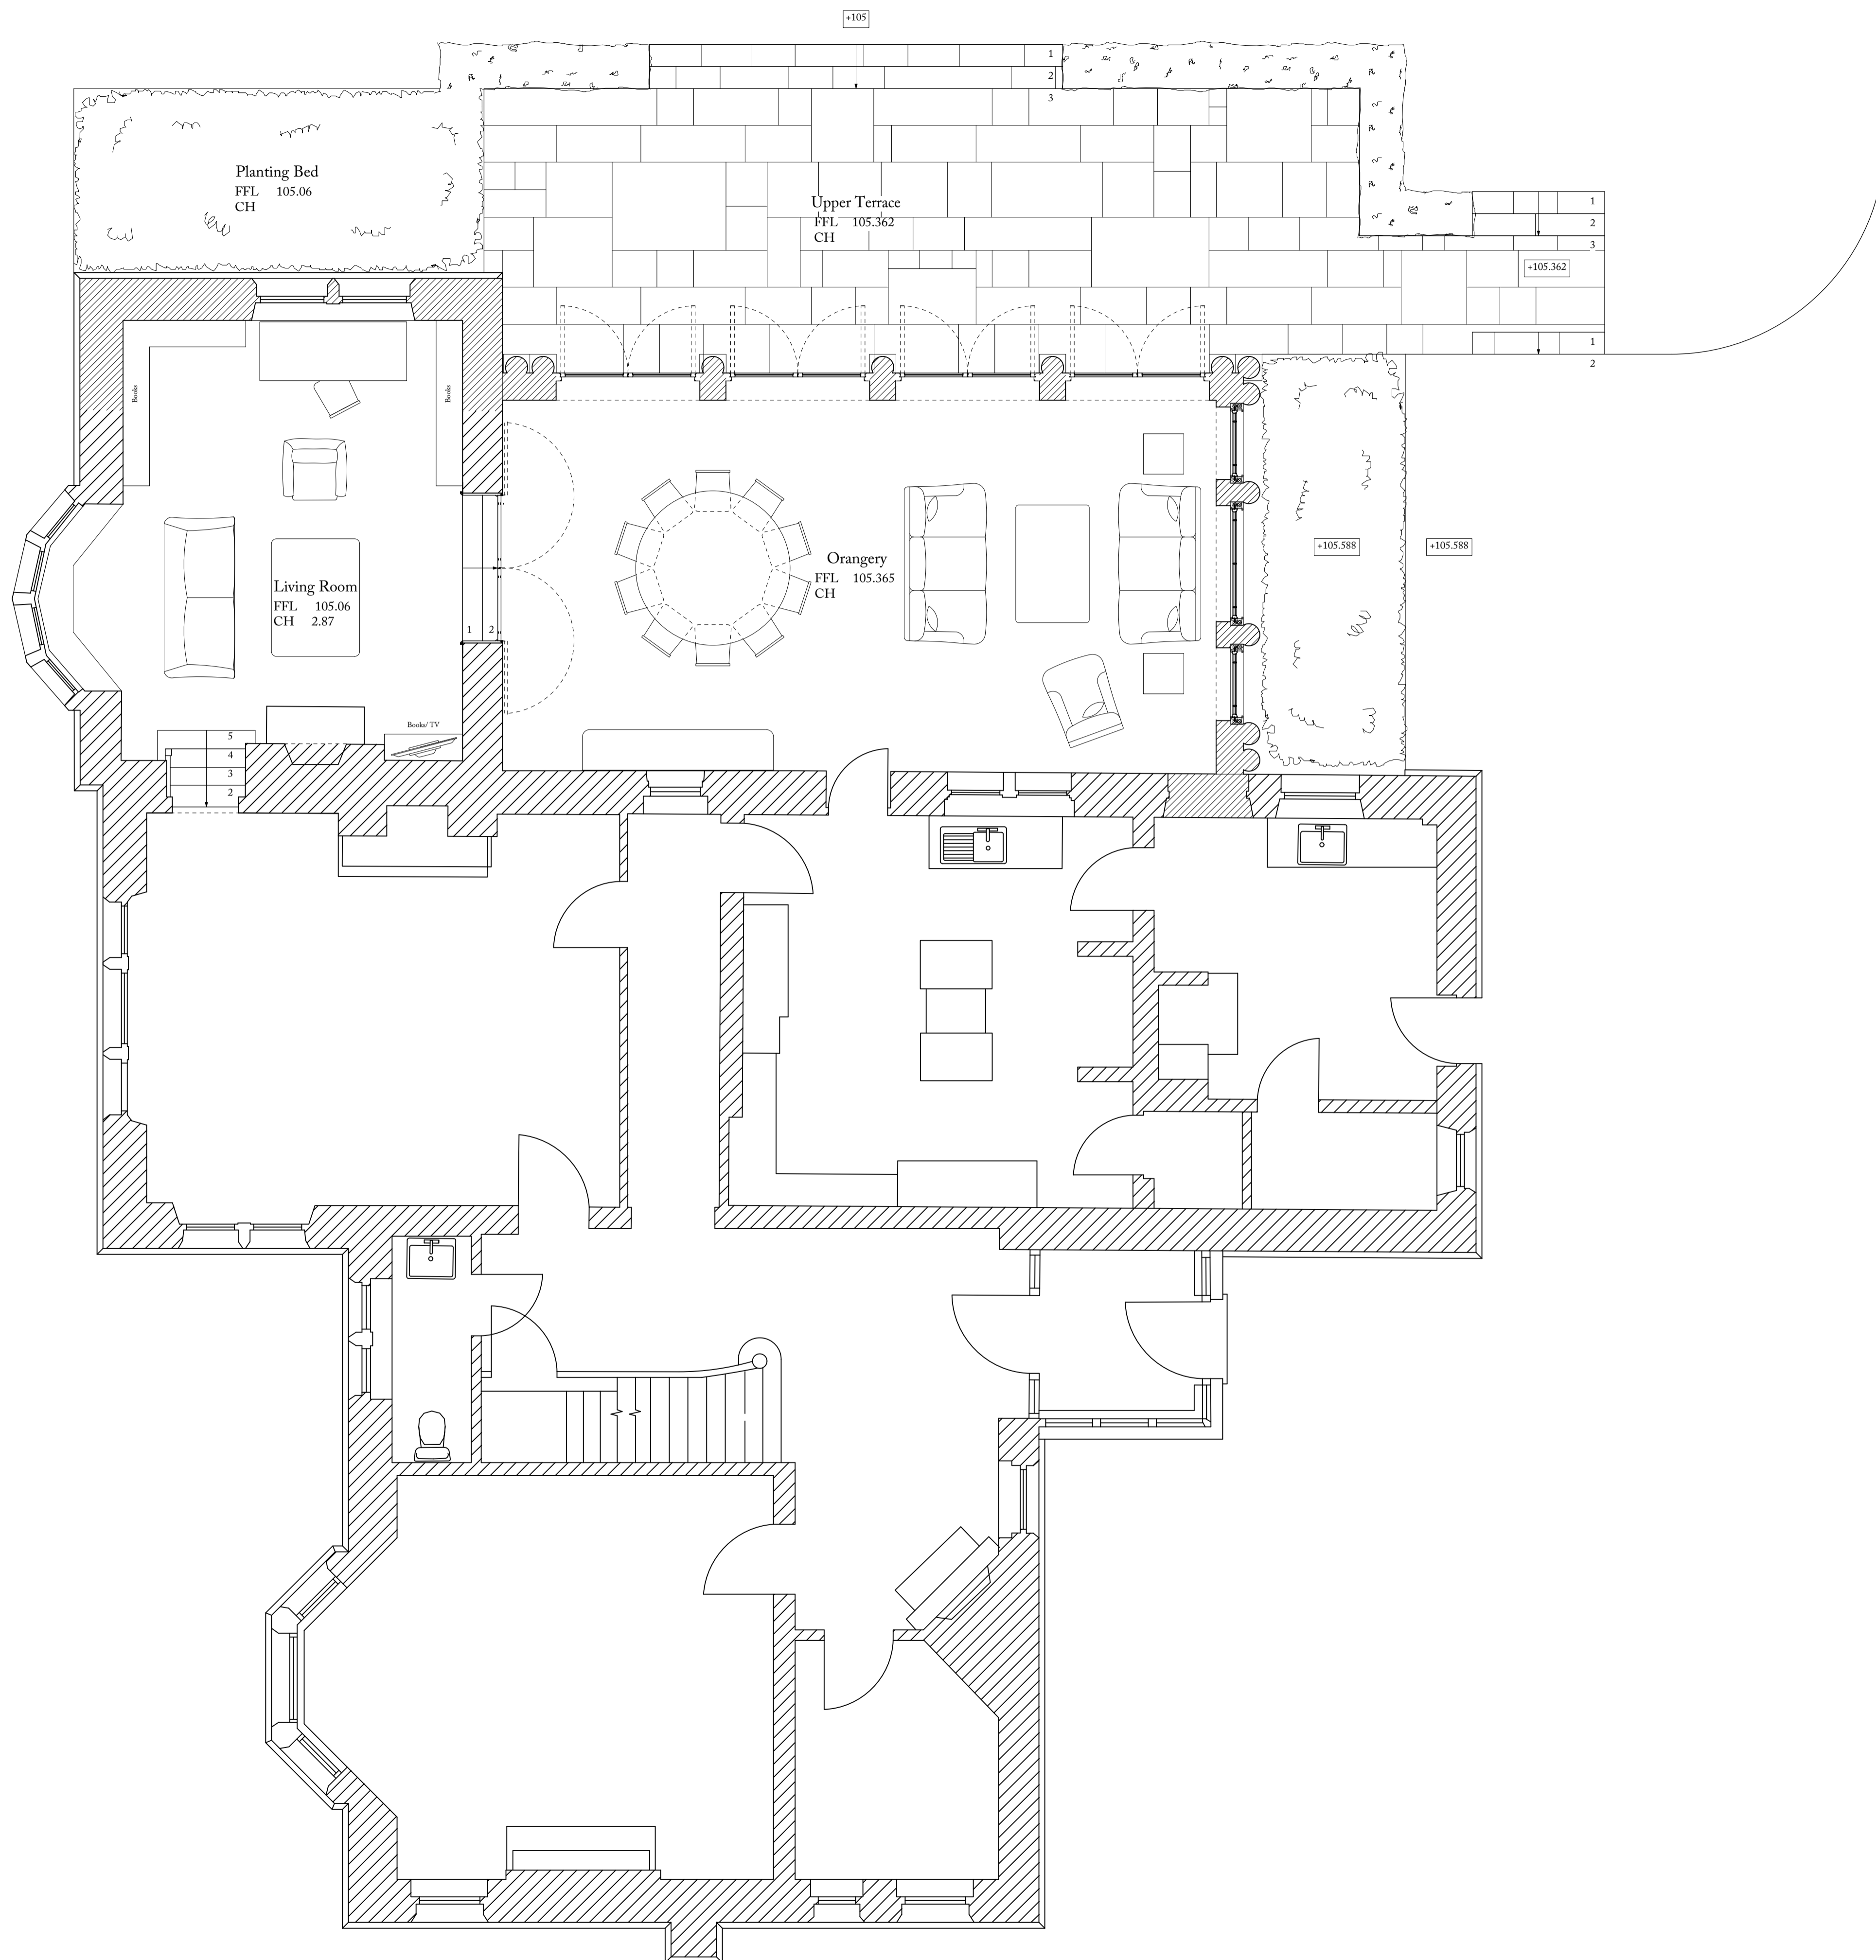 +105
1
2
3
Planting Bed
FFL 105.06
CH
Upper Terrace
FFL 105.362
CH
1
2
3
+105.362
1
2
Books
Books
+105.588
+105.588
Orangery
FFL 105.365
CH
Living Room
FFL 105.06
CH 2.87
1 2
Books/ TV
5
4
3
2